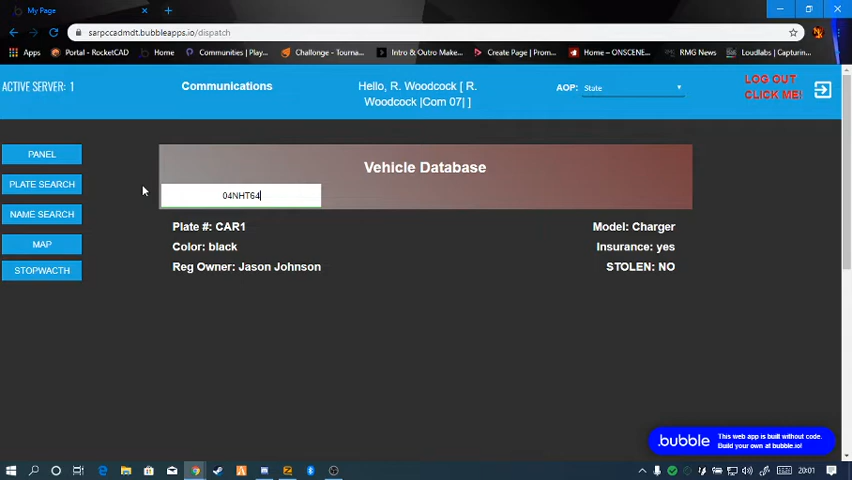 My Page
sarpccadmdt.bubbleapps.io/dispatch
Apps Portal - RocketCAD Home Communities | Play... Challonge - Tourna... Intro & Outro Make... Create Page | Prom... Home – ONSCENE... RMG News Loudlabs | Capturin...
ACTIVE SERVER: 1
Communications
Hello, R. Woodcock [ R.
Woodcock |Com 07| ]
AOP:
State
LOG OUT
CLICK ME!
PANEL
PLATE SEARCH
NAME SEARCH
MAP
STOPWACTH
Vehicle Database
04NHT64
Plate #: CAR1
Model: Charger
Color: black
Insurance: yes
Reg Owner: Jason Johnson
STOLEN: NO
.bubble
This web app is built without code.
Build your own at bubble.io!
20:01